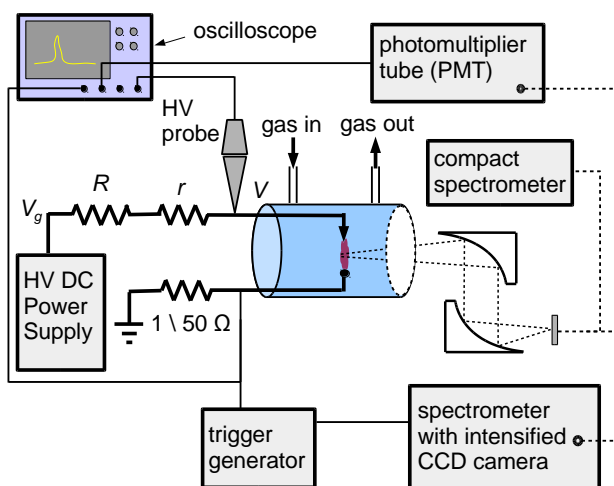 oscilloscope
photomultiplier
tube (PMT)
HV
probe
gas in
gas out
compact
spectrometer
R
r
V
V_g
HV DC
Power
Supply
1 \ 50 Ω
trigger
generator
spectrometer
with intensified
CCD camera